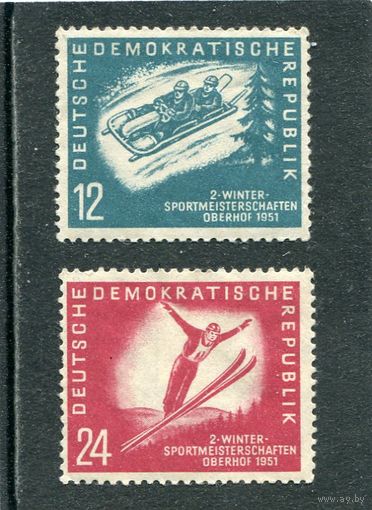 DEUTSCHE DEMOKRATISCHE REPUBLIK
12
2-WINTER-
SPORTMEISTERSCHAFTEN
OBERHOF 1951
DEUTSCHE DEMOKRATISCHE REPUBLIK
24
2-WINTER-
SPORTMEISTERSCHAFTEN
OBERHOF 1951
www.ay.by